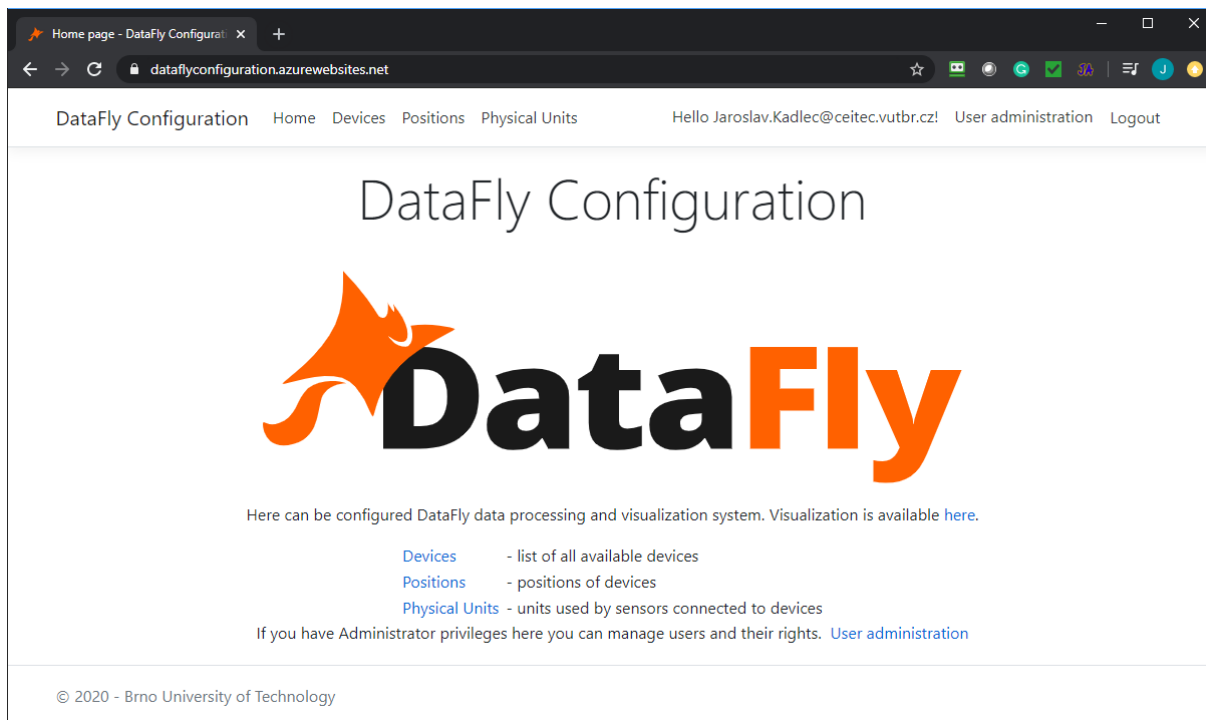 Home page - DataFly Configurati
dataflyconfiguration.azurewebsites.net
DataFly Configuration Home Devices Positions Physical Units Hello Jaroslav.Kadlec@ceitec.vutbr.cz! User administration Logout
DataFly Configuration
DataFly
Here can be configured DataFly data processing and visualization system. Visualization is available here.
Devices - list of all available devices
Positions - positions of devices
Physical Units - units used by sensors connected to devices
If you have Administrator privileges here you can manage users and their rights. User administration
© 2020 - Brno University of Technology